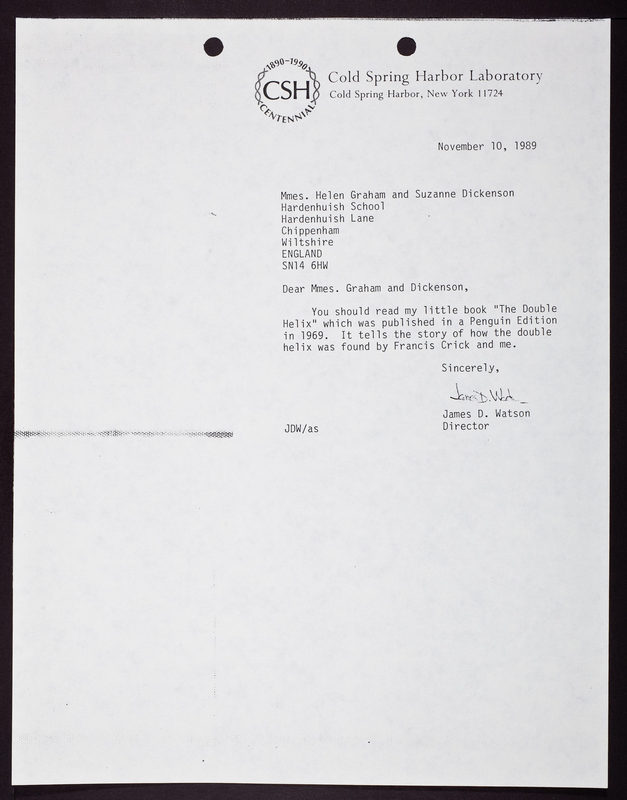 1890-1990
CSH
CENTENNIAL
Cold Spring Harbor Laboratory
Cold Spring Harbor, New York 11724
November 10, 1989
Mmes. Helen Graham and Suzanne Dickenson
Hardenhuish School
Hardenhuish Lane
Chippenham
Wiltshire
ENGLAND
SN14 6HW
Dear Mmes. Graham and Dickenson,
You should read my little book "The Double
Helix" which was published in a Penguin Edition
in 1969. It tells the story of how the double
helix was found by Francis Crick and me.
Sincerely,
James D. Watson
James D. Watson
JDW/as
Director